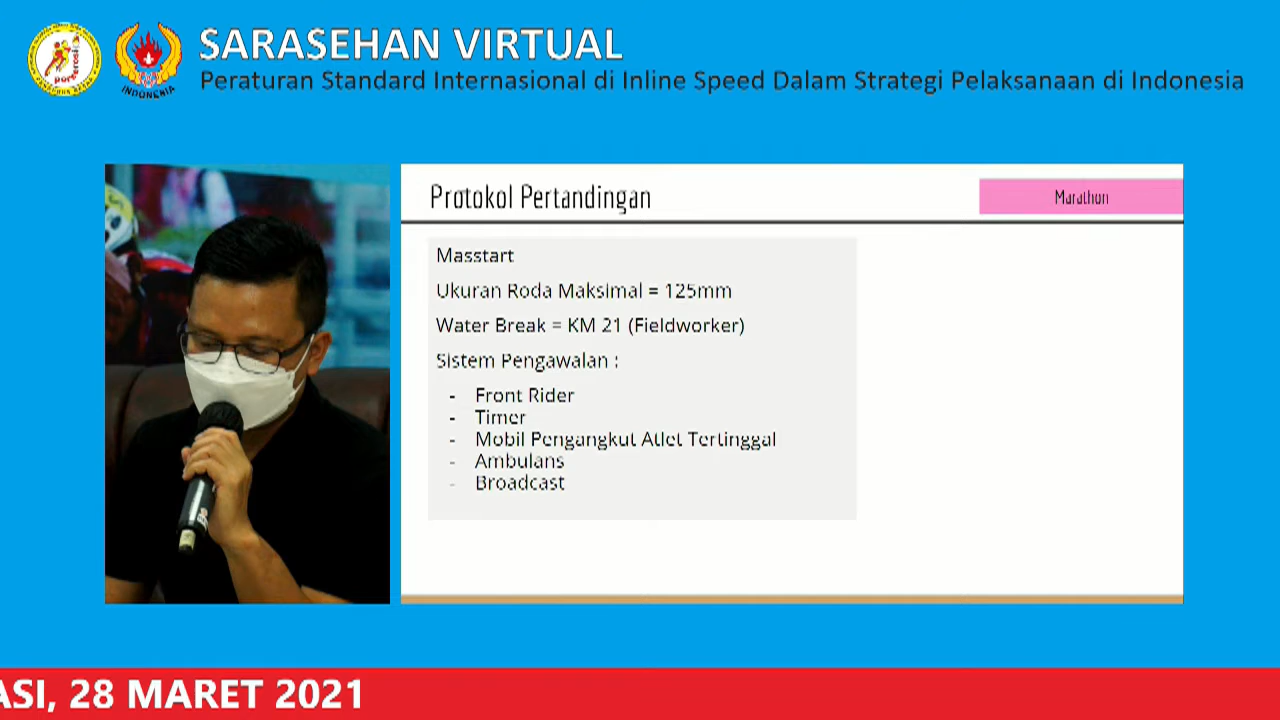 SARASEHAN VIRTUAL
Peraturan Standard Internasional di Inline Speed Dalam Strategi Pelaksanaan di Indonesia
porserosi
INDONESIA
Protokol Pertandingan
Marathon
Masstart
Ukuran Roda Maksimal = 125mm
Water Break = KM 21 (Fieldworker)
Sistem Pengawalan :
- Front Rider
- Timer
- Mobil Pengangkut Atlet Tertinggal
- Ambulans
- Broadcast
ASI, 28 MARET 2021